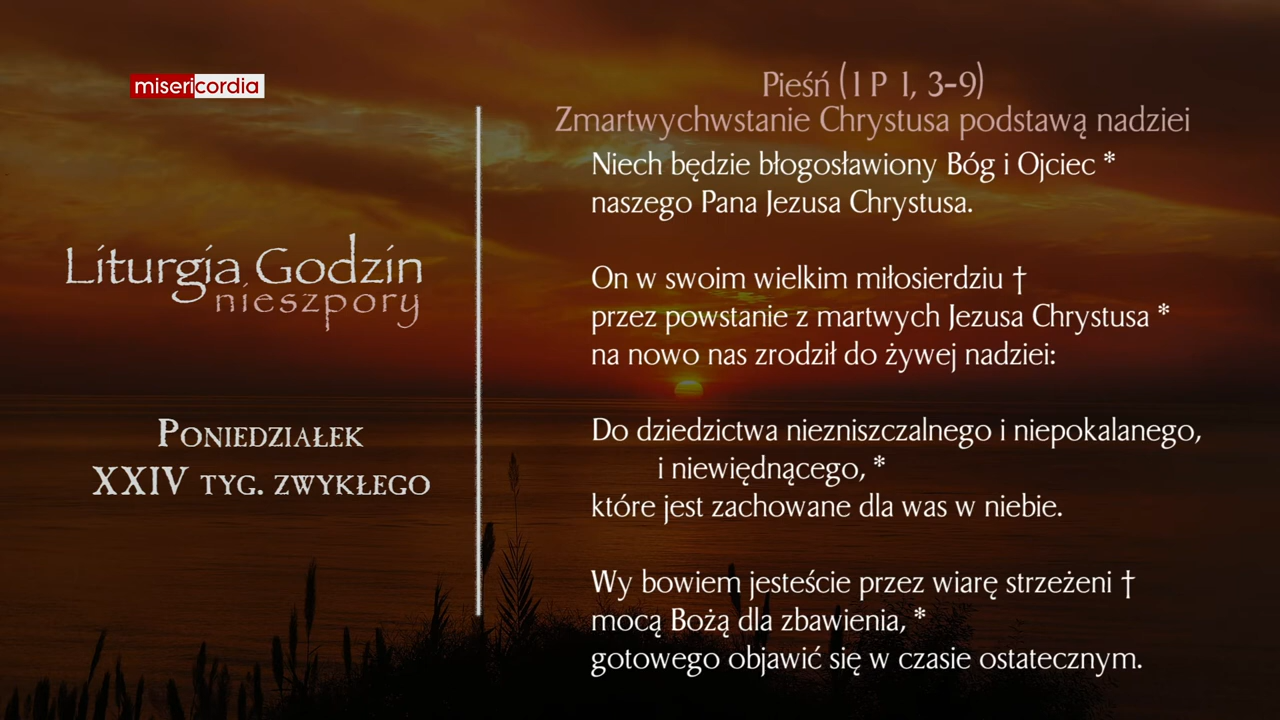 misericordia
Liturgia Godzin
nieszpory
Poniedziałek
XXIV tyg. zwykłego
Pieśń (1 P 1, 3-9)
Zmartwychwstanie Chrystusa podstawą nadziei
Niech będzie błogosławiony Bóg i Ojciec *
naszego Pana Jezusa Chrystusa.
On w swoim wielkim miłosierdziu †
przez powstanie z martwych Jezusa Chrystusa *
na nowo nas zrodził do żywej nadziei:
Do dziedzictwa niezniszczalnego i niepokalanego,
i niewiędnącego, *
które jest zachowane dla was w niebie.
Wy bowiem jesteście przez wiarę strzeżeni †
mocą Bożą dla zbawienia, *
gotowego objawić się w czasie ostatecznym.